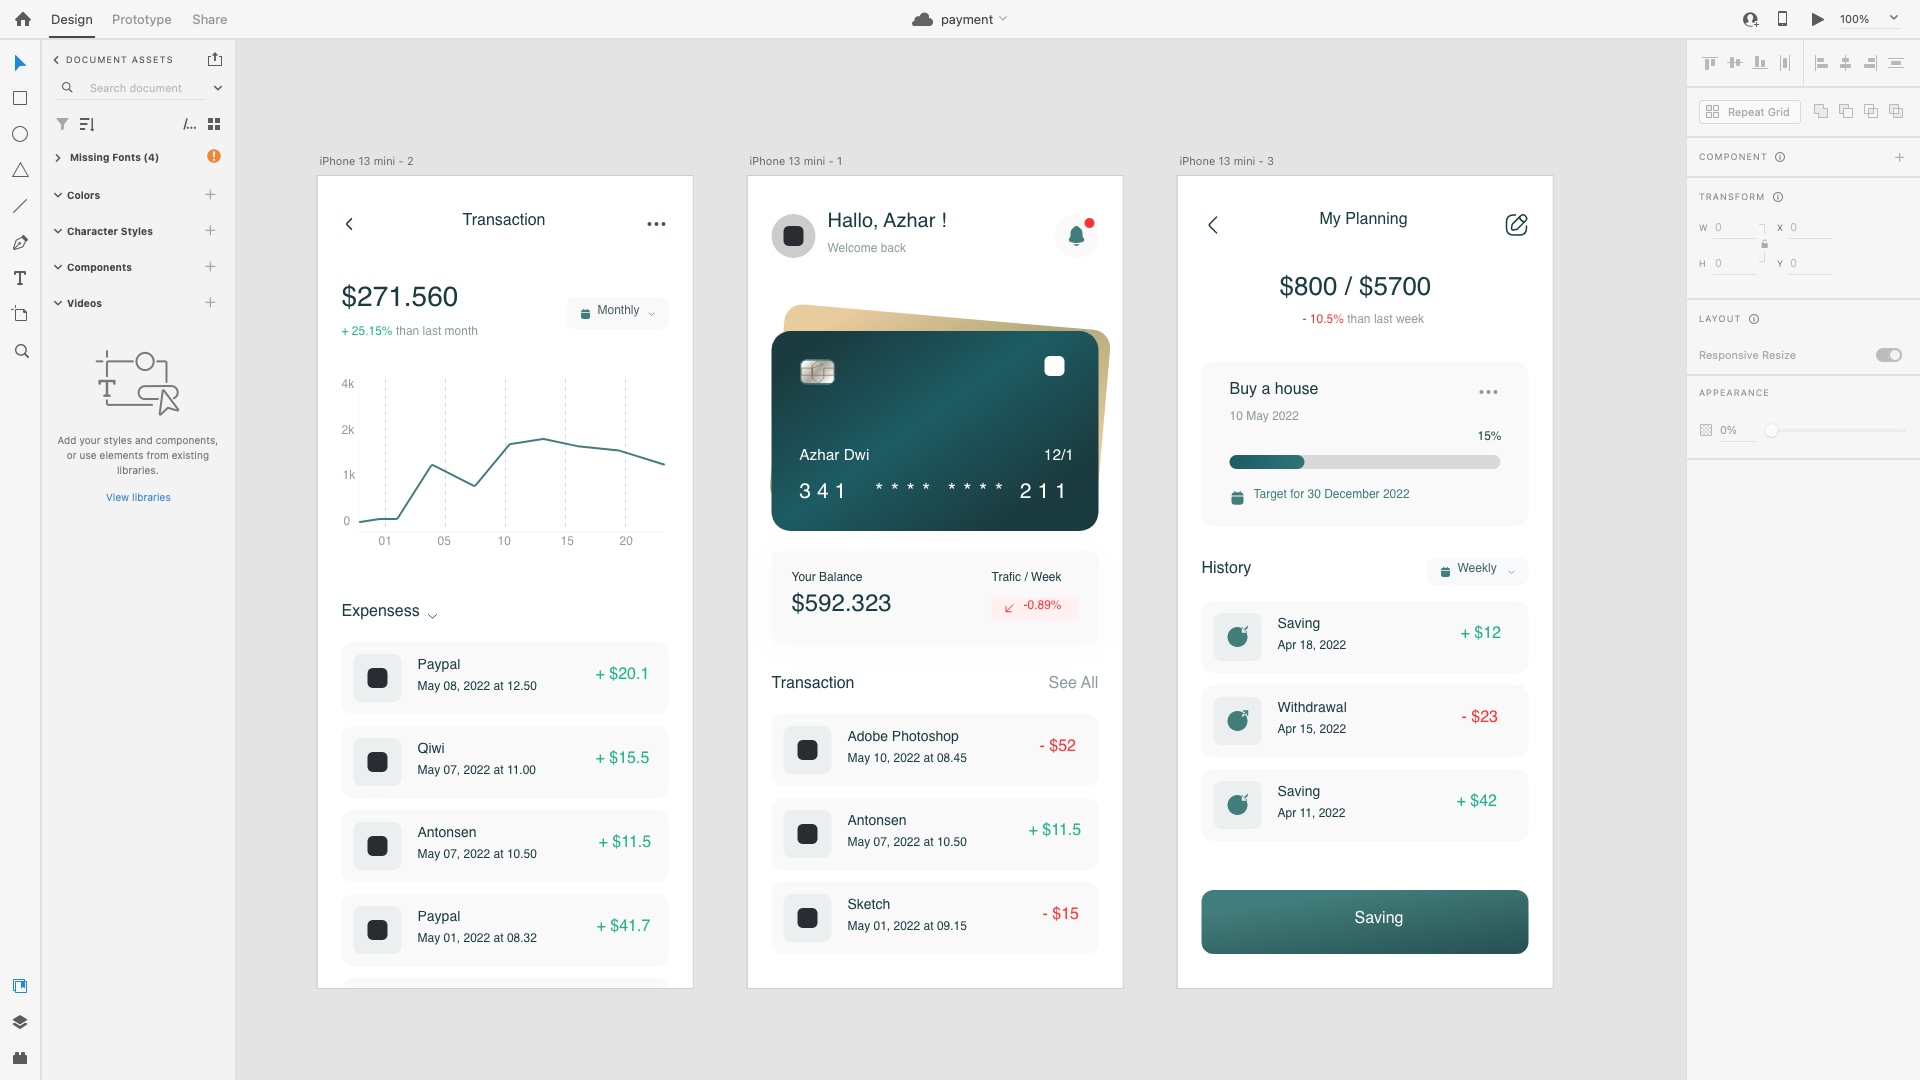 Design Prototype Share
payment
100%
DOCUMENT ASSETS
Search document
/...
Missing Fonts (4)
Colors
Character Styles
Components
Videos
T
Add your styles and components,
or use elements from existing
libraries.
View libraries
iPhone 13 mini - 2
Transaction
$271.560
+ 25.15% than last month
Monthly
4k
2k
1k
0
01 05 10 15 20
Expensess
Paypal
May 08, 2022 at 12.50
+ $20.1
Qiwi
May 07, 2022 at 11.00
+ $15.5
Antonsen
May 07, 2022 at 10.50
+ $11.5
Paypal
May 01, 2022 at 08.32
+ $41.7
iPhone 13 mini - 1
Hallo, Azhar !
Welcome back
Azhar Dwi 12/1
3 4 1 * * * * * * * * 2 1 1
Your Balance
$592.323
Trafic / Week
-0.89%
Transaction See All
Adobe Photoshop
May 10, 2022 at 08.45
- $52
Antonsen
May 07, 2022 at 10.50
+ $11.5
Sketch
May 01, 2022 at 09.15
- $15
iPhone 13 mini - 3
My Planning
$800 / $5700
- 10.5% than last week
Buy a house
10 May 2022
15%
Target for 30 December 2022
History Weekly
Saving
Apr 18, 2022
+ $12
Withdrawal
Apr 15, 2022
- $23
Saving
Apr 11, 2022
+ $42
Saving
Repeat Grid
COMPONENT
TRANSFORM
W 0 X 0
H 0 Y 0
LAYOUT
Responsive Resize
APPEARANCE
0%